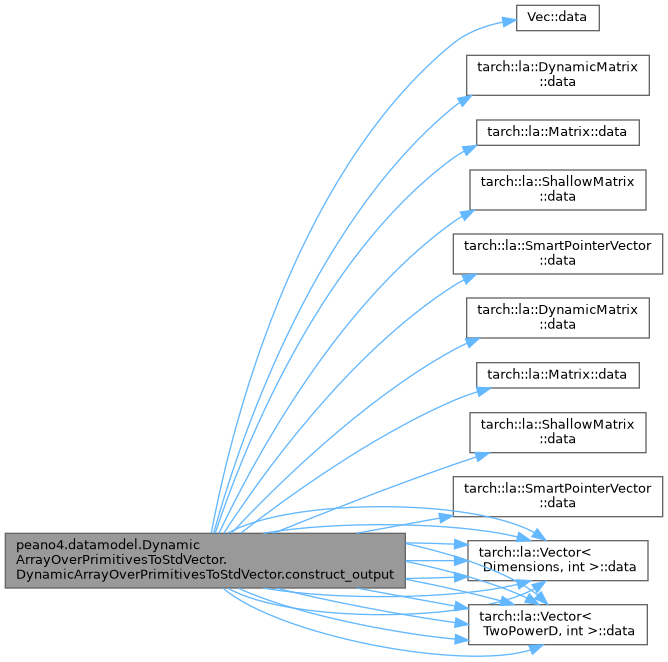 Vec::data
tarch::la::DynamicMatrix
::data
tarch::la::Matrix::data
tarch::la::ShallowMatrix
::data
tarch::la::SmartPointerVector
::data
tarch::la::DynamicMatrix
::data
tarch::la::Matrix::data
tarch::la::ShallowMatrix
::data
tarch::la::SmartPointerVector
::data
peano4.datamodel.Dynamic
ArrayOverPrimitivesToStdVector.
DynamicArrayOverPrimitivesToStdVector.construct_output
tarch::la::Vector<
Dimensions, int >::data
tarch::la::Vector<
TwoPowerD, int >::data